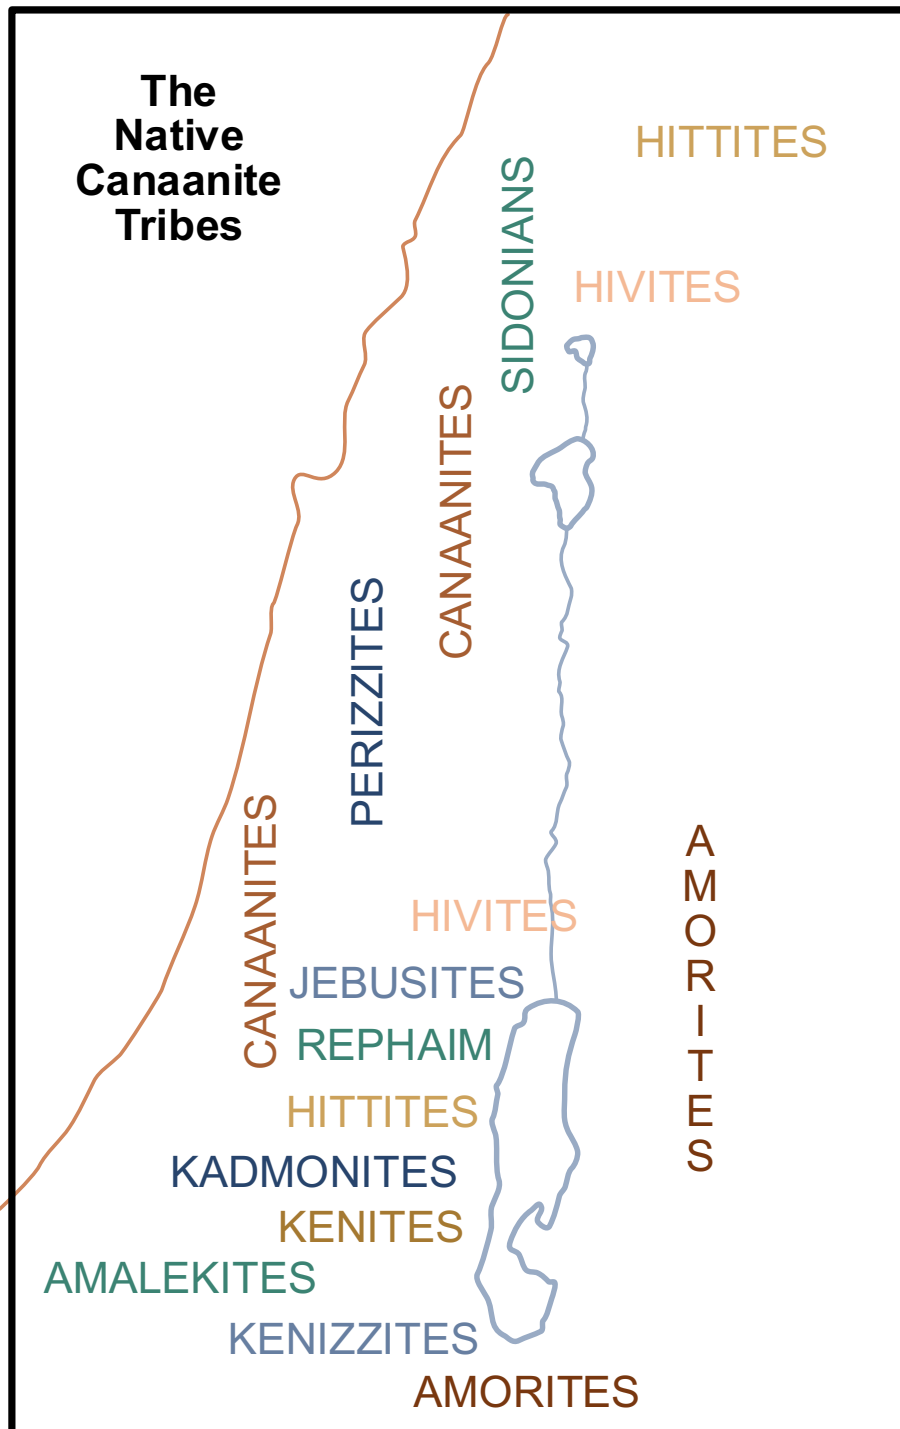 The
Native
Canaanite
Tribes
HITTITES
SIDONIANS
HIVITES
CANAANITES
PERIZZITES
CANAANITES
AMORITES
HIVITES
JEBUSITES
REPHAIM
HITTITES
KADMONITES
KENITES
AMALEKITES
KENIZZITES
AMORITES